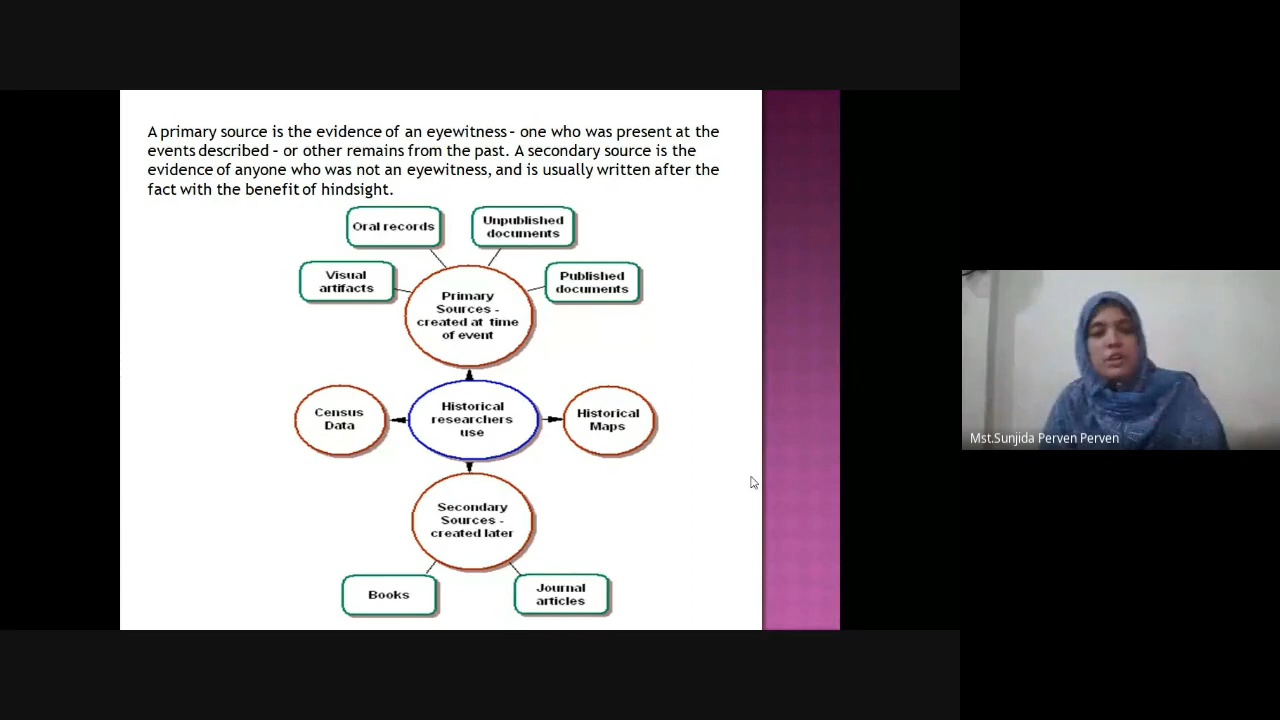 A primary source is the evidence of an eyewitness – one who was present at the
events described – or other remains from the past. A secondary source is the
evidence of anyone who was not an eyewitness, and is usually written after the
fact with the benefit of hindsight.
Oral records
Unpublished
documents
Visual
artifacts
Published
documents
Primary
Sources -
created at time
of event
Census
Data
Historical
researchers
use
Historical
Maps
Secondary
Sources -
created later
Books
Journal
articles
Mst.Sunjida Perven Perven